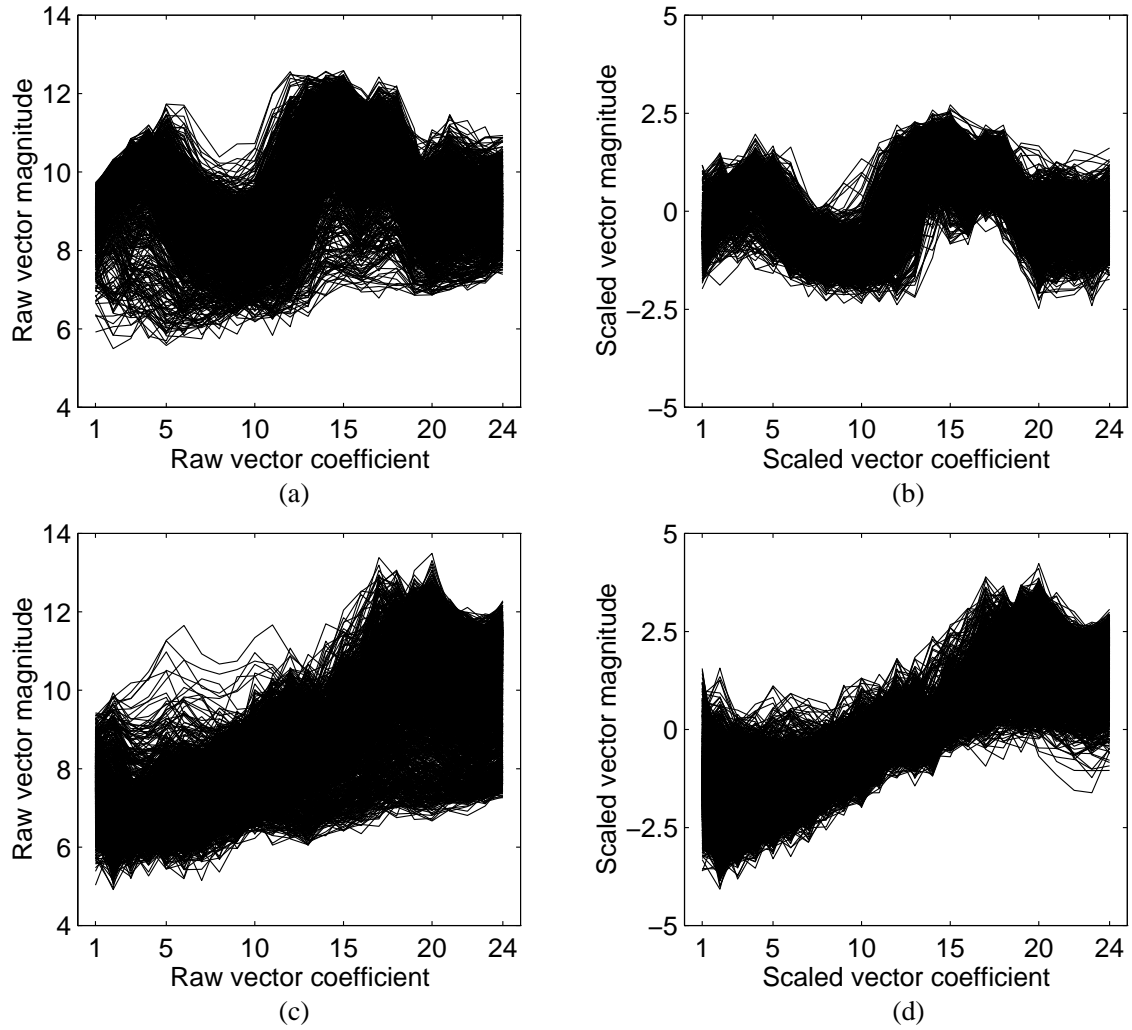 14
12
10
8
6
4
Raw vector magnitude
1 5 10 15 20 24
Raw vector coefficient
(a)
5
2.5
0
−2.5
−5
Scaled vector magnitude
1 5 10 15 20 24
Scaled vector coefficient
(b)
14
12
10
8
6
4
Raw vector magnitude
1 5 10 15 20 24
Raw vector coefficient
(c)
5
2.5
0
−2.5
−5
Scaled vector magnitude
1 5 10 15 20 24
Scaled vector coefficient
(d)